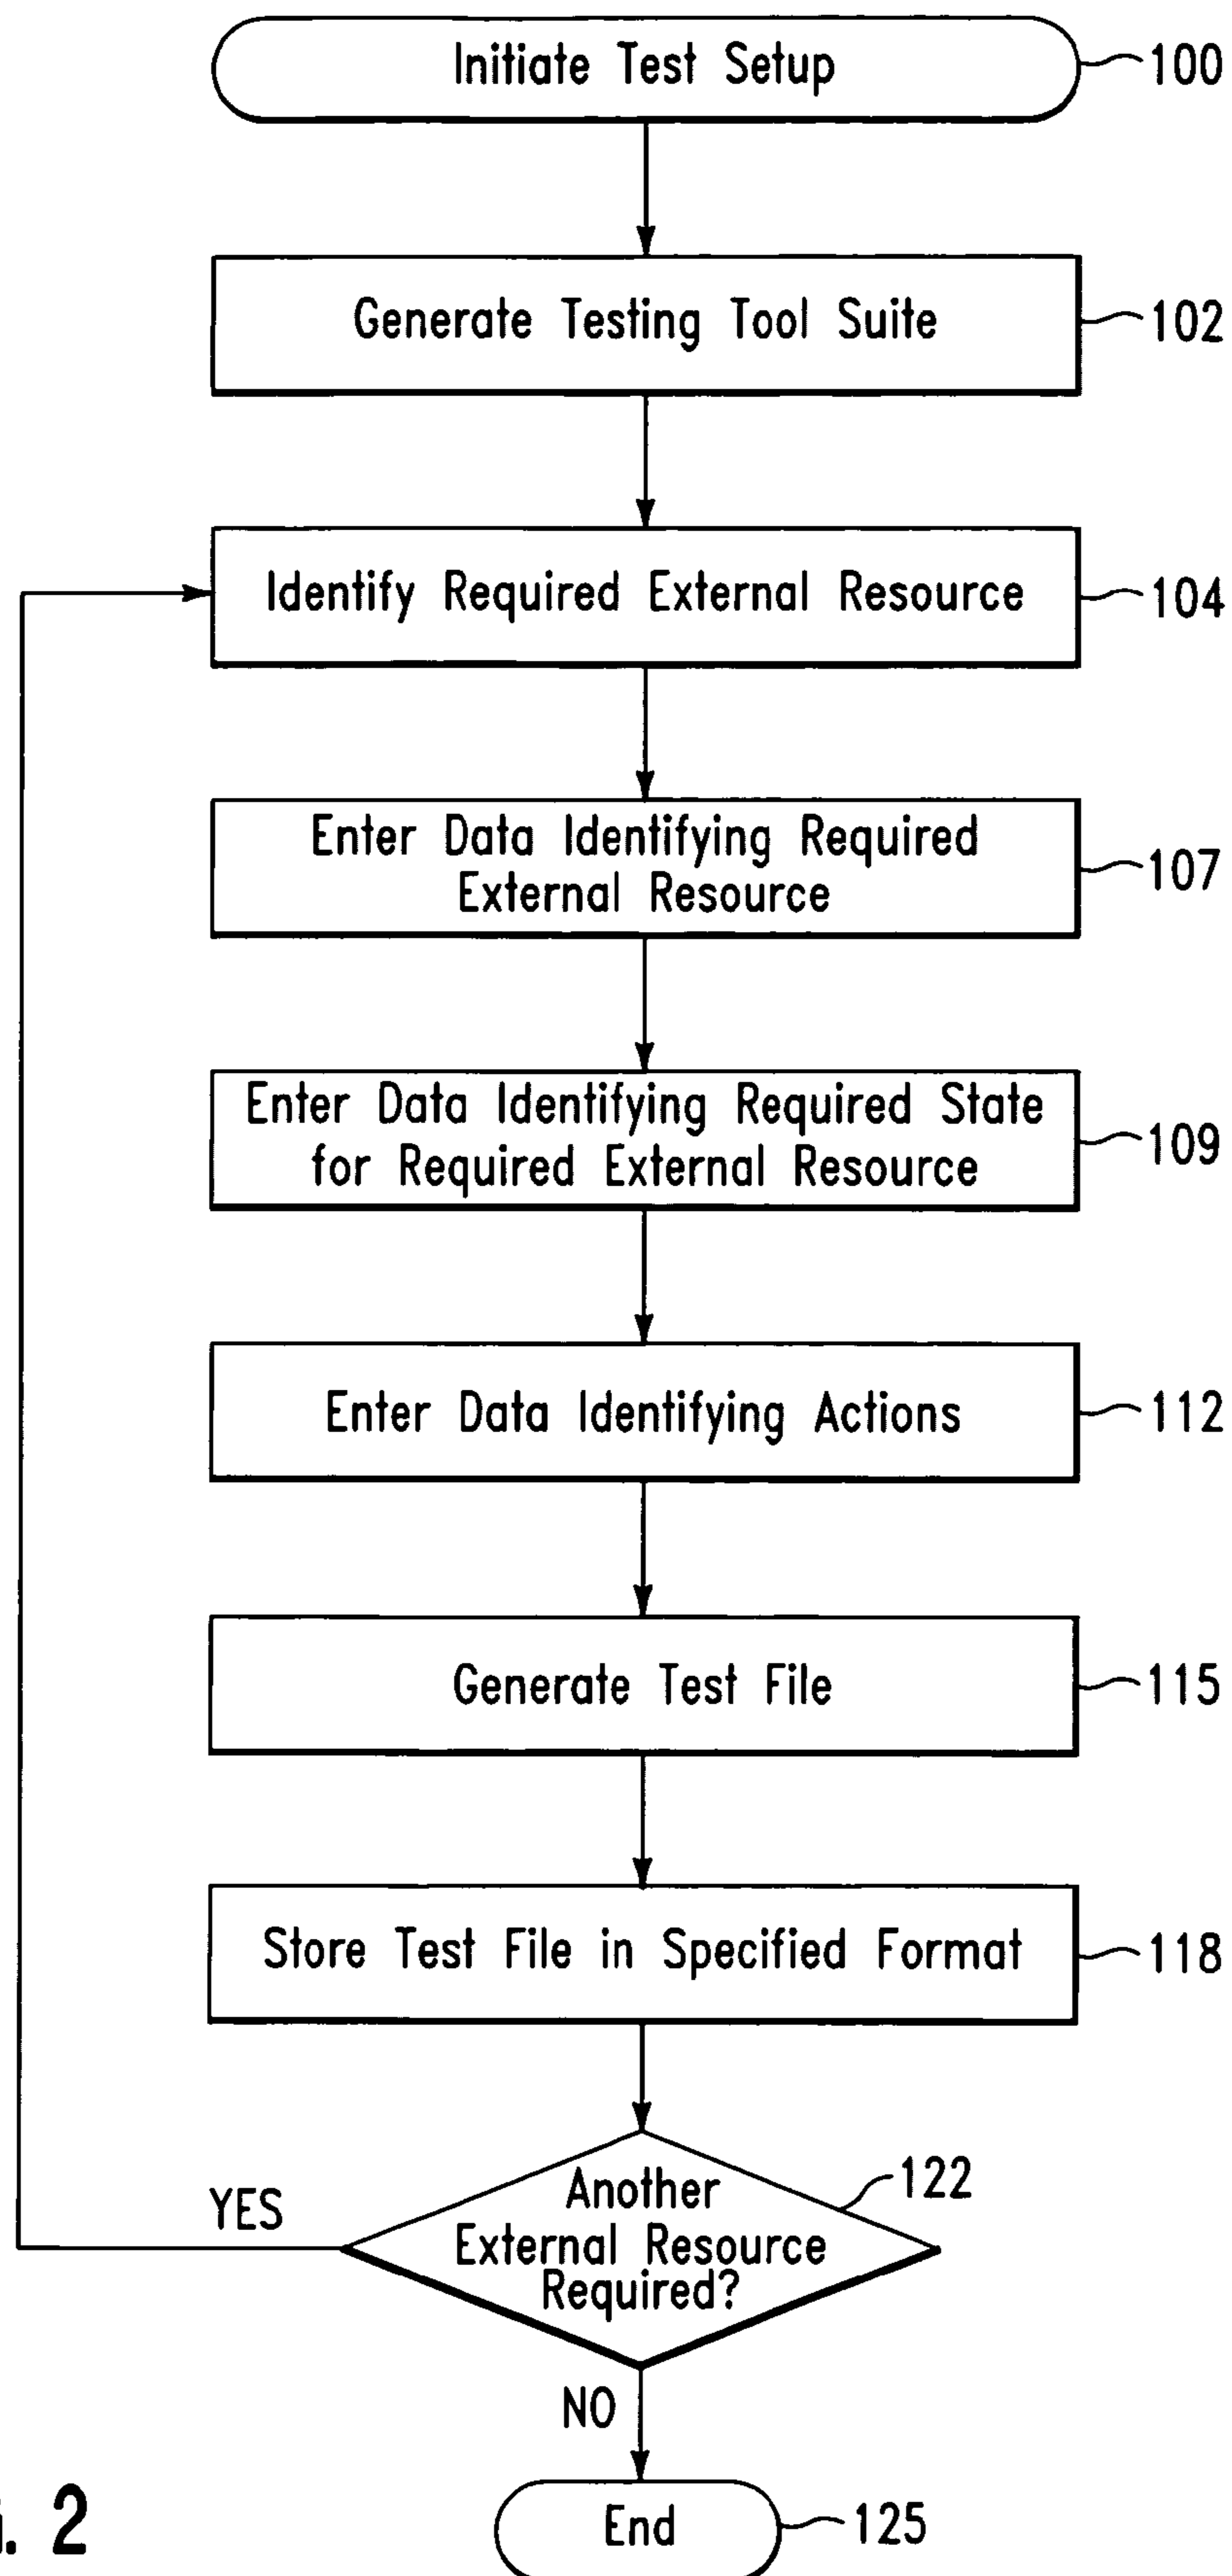 Initiate Test Setup
100
Generate Testing Tool Suite
102
Identify Required External Resource
104
Enter Data Identifying Required
External Resource
107
Enter Data Identifying Required State
for Required External Resource
109
Enter Data Identifying Actions
112
Generate Test File
115
Store Test File in Specified Format
118
Another
External Resource
Required?
122
YES
NO
End
125
2